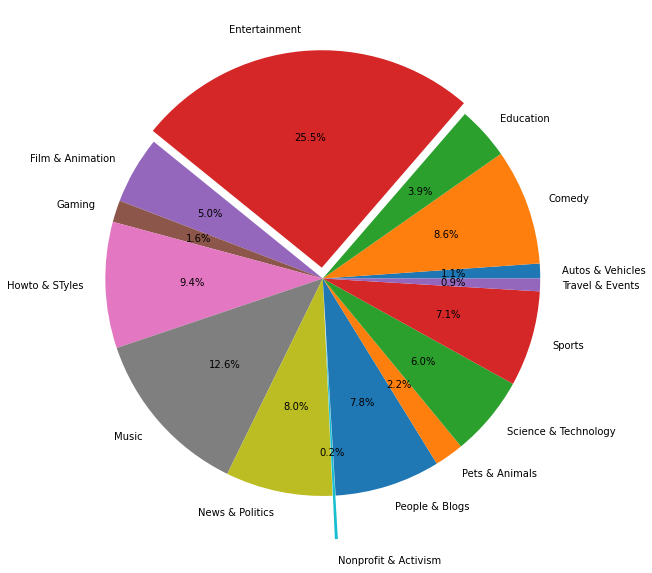 Entertainment
25.5%
Education
3.9%
Film & Animation
5.0%
Comedy
8.6%
Gaming
1.6%
Autos & Vehicles
1.1%
Travel & Events
0.9%
Howto & STyles
9.4%
Sports
7.1%
Music
12.6%
Science & Technology
6.0%
Pets & Animals
2.2%
People & Blogs
7.8%
News & Politics
8.0%
Nonprofit & Activism
0.2%